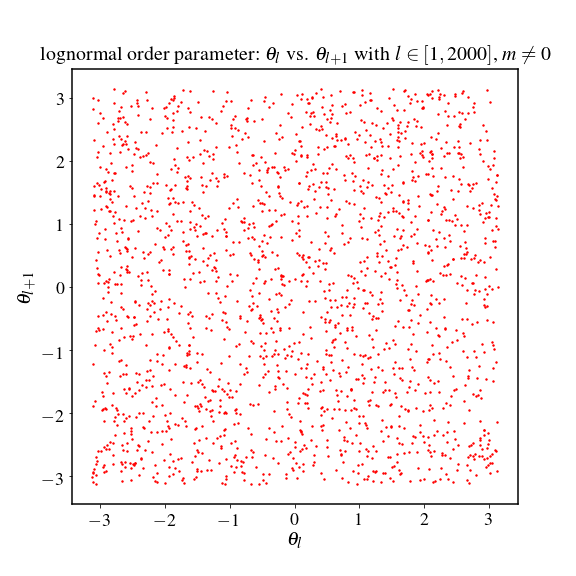 lognormal order parameter: θ_l vs. θ_{l+1} with l ∈ [1, 2000], m ≠ 0
3
2
1
0
−1
−2
−3
θ_{l+1}
−3 −2 −1 0 1 2 3
θ_l